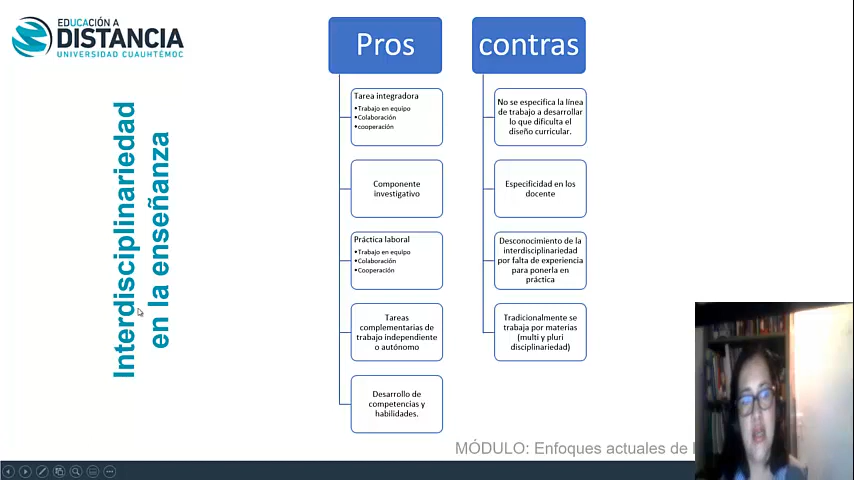 EDUCACIÓN A
DISTANCIA
UNIVERSIDAD CUAUHTÉMOC
Interdisciplinariedad
en la enseñanza
Pros
Tarea integradora
•Trabajo en equipo
•Colaboración
•cooperación
Componente
investigativo
Práctica laboral
•Trabajo en equipo
•Colaboración
•Cooperación
Tareas
complementarias de
trabajo independiente
o autónomo
Desarrollo de
competencias y
habilidades.
contras
No se especifica la línea
de trabajo a desarrollar
lo que dificulta el
diseño curricular.
Especificidad en los
docente
Desconocimiento de la
interdisciplinariedad
por falta de experiencia
para ponerla en
práctica
Tradicionalmente se
trabaja por materias
(multi y pluri
disciplinariedad)
MÓDULO: Enfoques actuales de